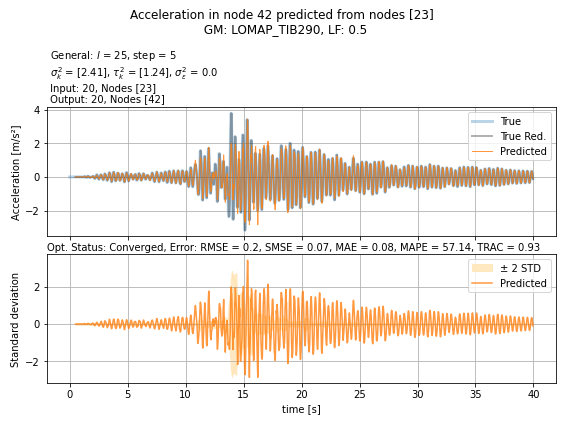 Acceleration in node 42 predicted from nodes [23]
GM: LOMAP_TIB290, LF: 0.5
General: l = 25, step = 5
σ²ₖ = [2.41], τ²ₖ = [1.24], σ²ε = 0.0
Input: 20, Nodes [23]
Output: 20, Nodes [42]
Acceleration [m/s²]
4
2
0
−2
True
True Red.
Predicted
Opt. Status: Converged, Error: RMSE = 0.2, SMSE = 0.07, MAE = 0.08, MAPE = 57.14, TRAC = 0.93
Standard deviation
2
0
−2
± 2 STD
Predicted
0 5 10 15 20 25 30 35 40
time [s]